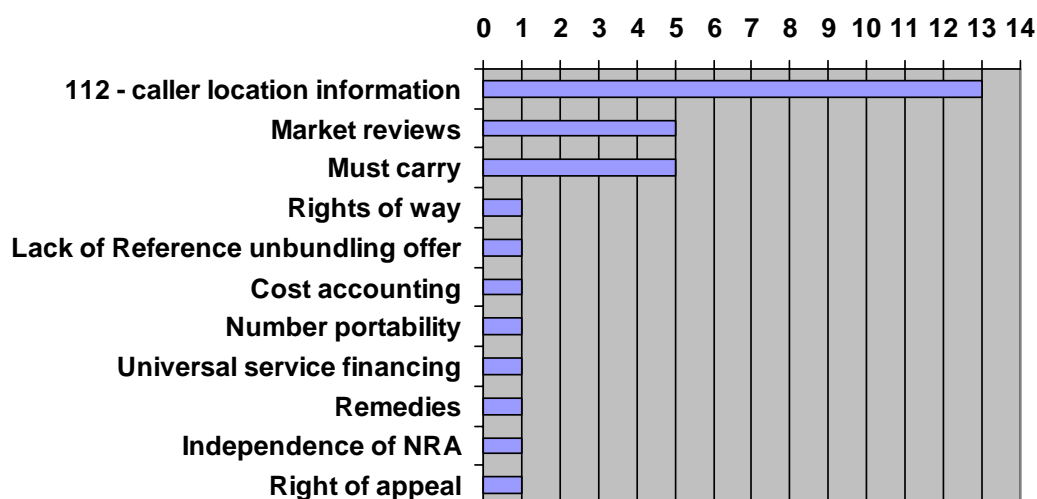 0 1 2 3 4 5 6 7 8 9 10 11 12 13 14
112 - caller location information
Market reviews
Must carry
Rights of way
Lack of Reference unbundling offer
Cost accounting
Number portability
Universal service financing
Remedies
Independence of NRA
Right of appeal